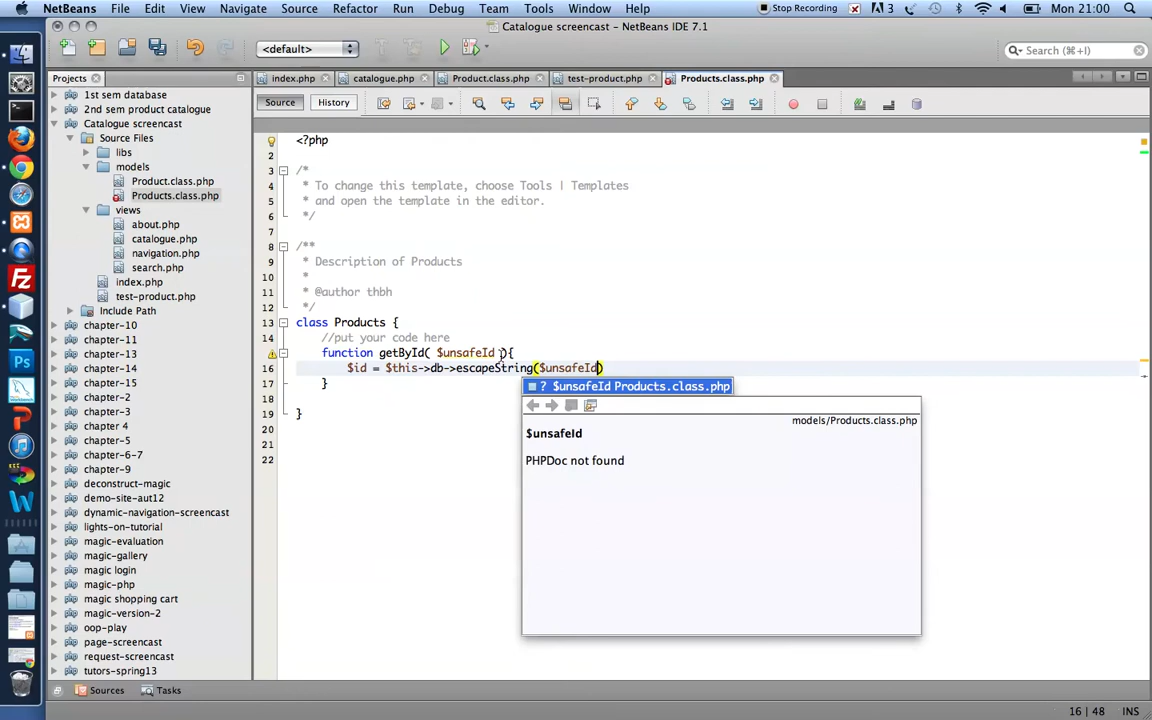 NetBeans File Edit View Navigate Source Refactor Run Debug Team Tools Window Help Stop Recording 3 Mon 21:00
Catalogue screencast - NetBeans IDE 7.1
<default> Search (⌘+I)
Projects index.php catalogue.php Product.class.php test-product.php Products.class.php
Source History
1st sem database
2nd sem product catalogue
Catalogue screencast
Source Files
libs
models
Product.class.php
Products.class.php
views
about.php
catalogue.php
navigation.php
search.php
index.php
test-product.php
Include Path
chapter-10
chapter-11
chapter-13
chapter-14
chapter-15
chapter-2
chapter-3
chapter 4
chapter-5
chapter-6-7
chapter-9
deconstruct-magic
demo-site-aut12
dynamic-navigation-screencast
lights-on-tutorial
magic-evaluation
magic-gallery
magic login
magic-php
magic shopping cart
magic-version-2
oop-play
page-screencast
request-screencast
tutors-spring13
<?php
2
3 /*
4 * To change this template, choose Tools | Templates
5 * and open the template in the editor.
6 */
7
8 /**
9 * Description of Products
10 *
11 * @author thbh
12 */
13 class Products {
14 //put your code here
function getById( $unsafeId ){
16 $id = $this->db->escapeString($unsafeId)
17 }
18
19 }
20
21
22
? $unsafeId Products.class.php
models/Products.class.php
$unsafeId
PHPDoc not found
Sources Tasks
16 | 48 INS